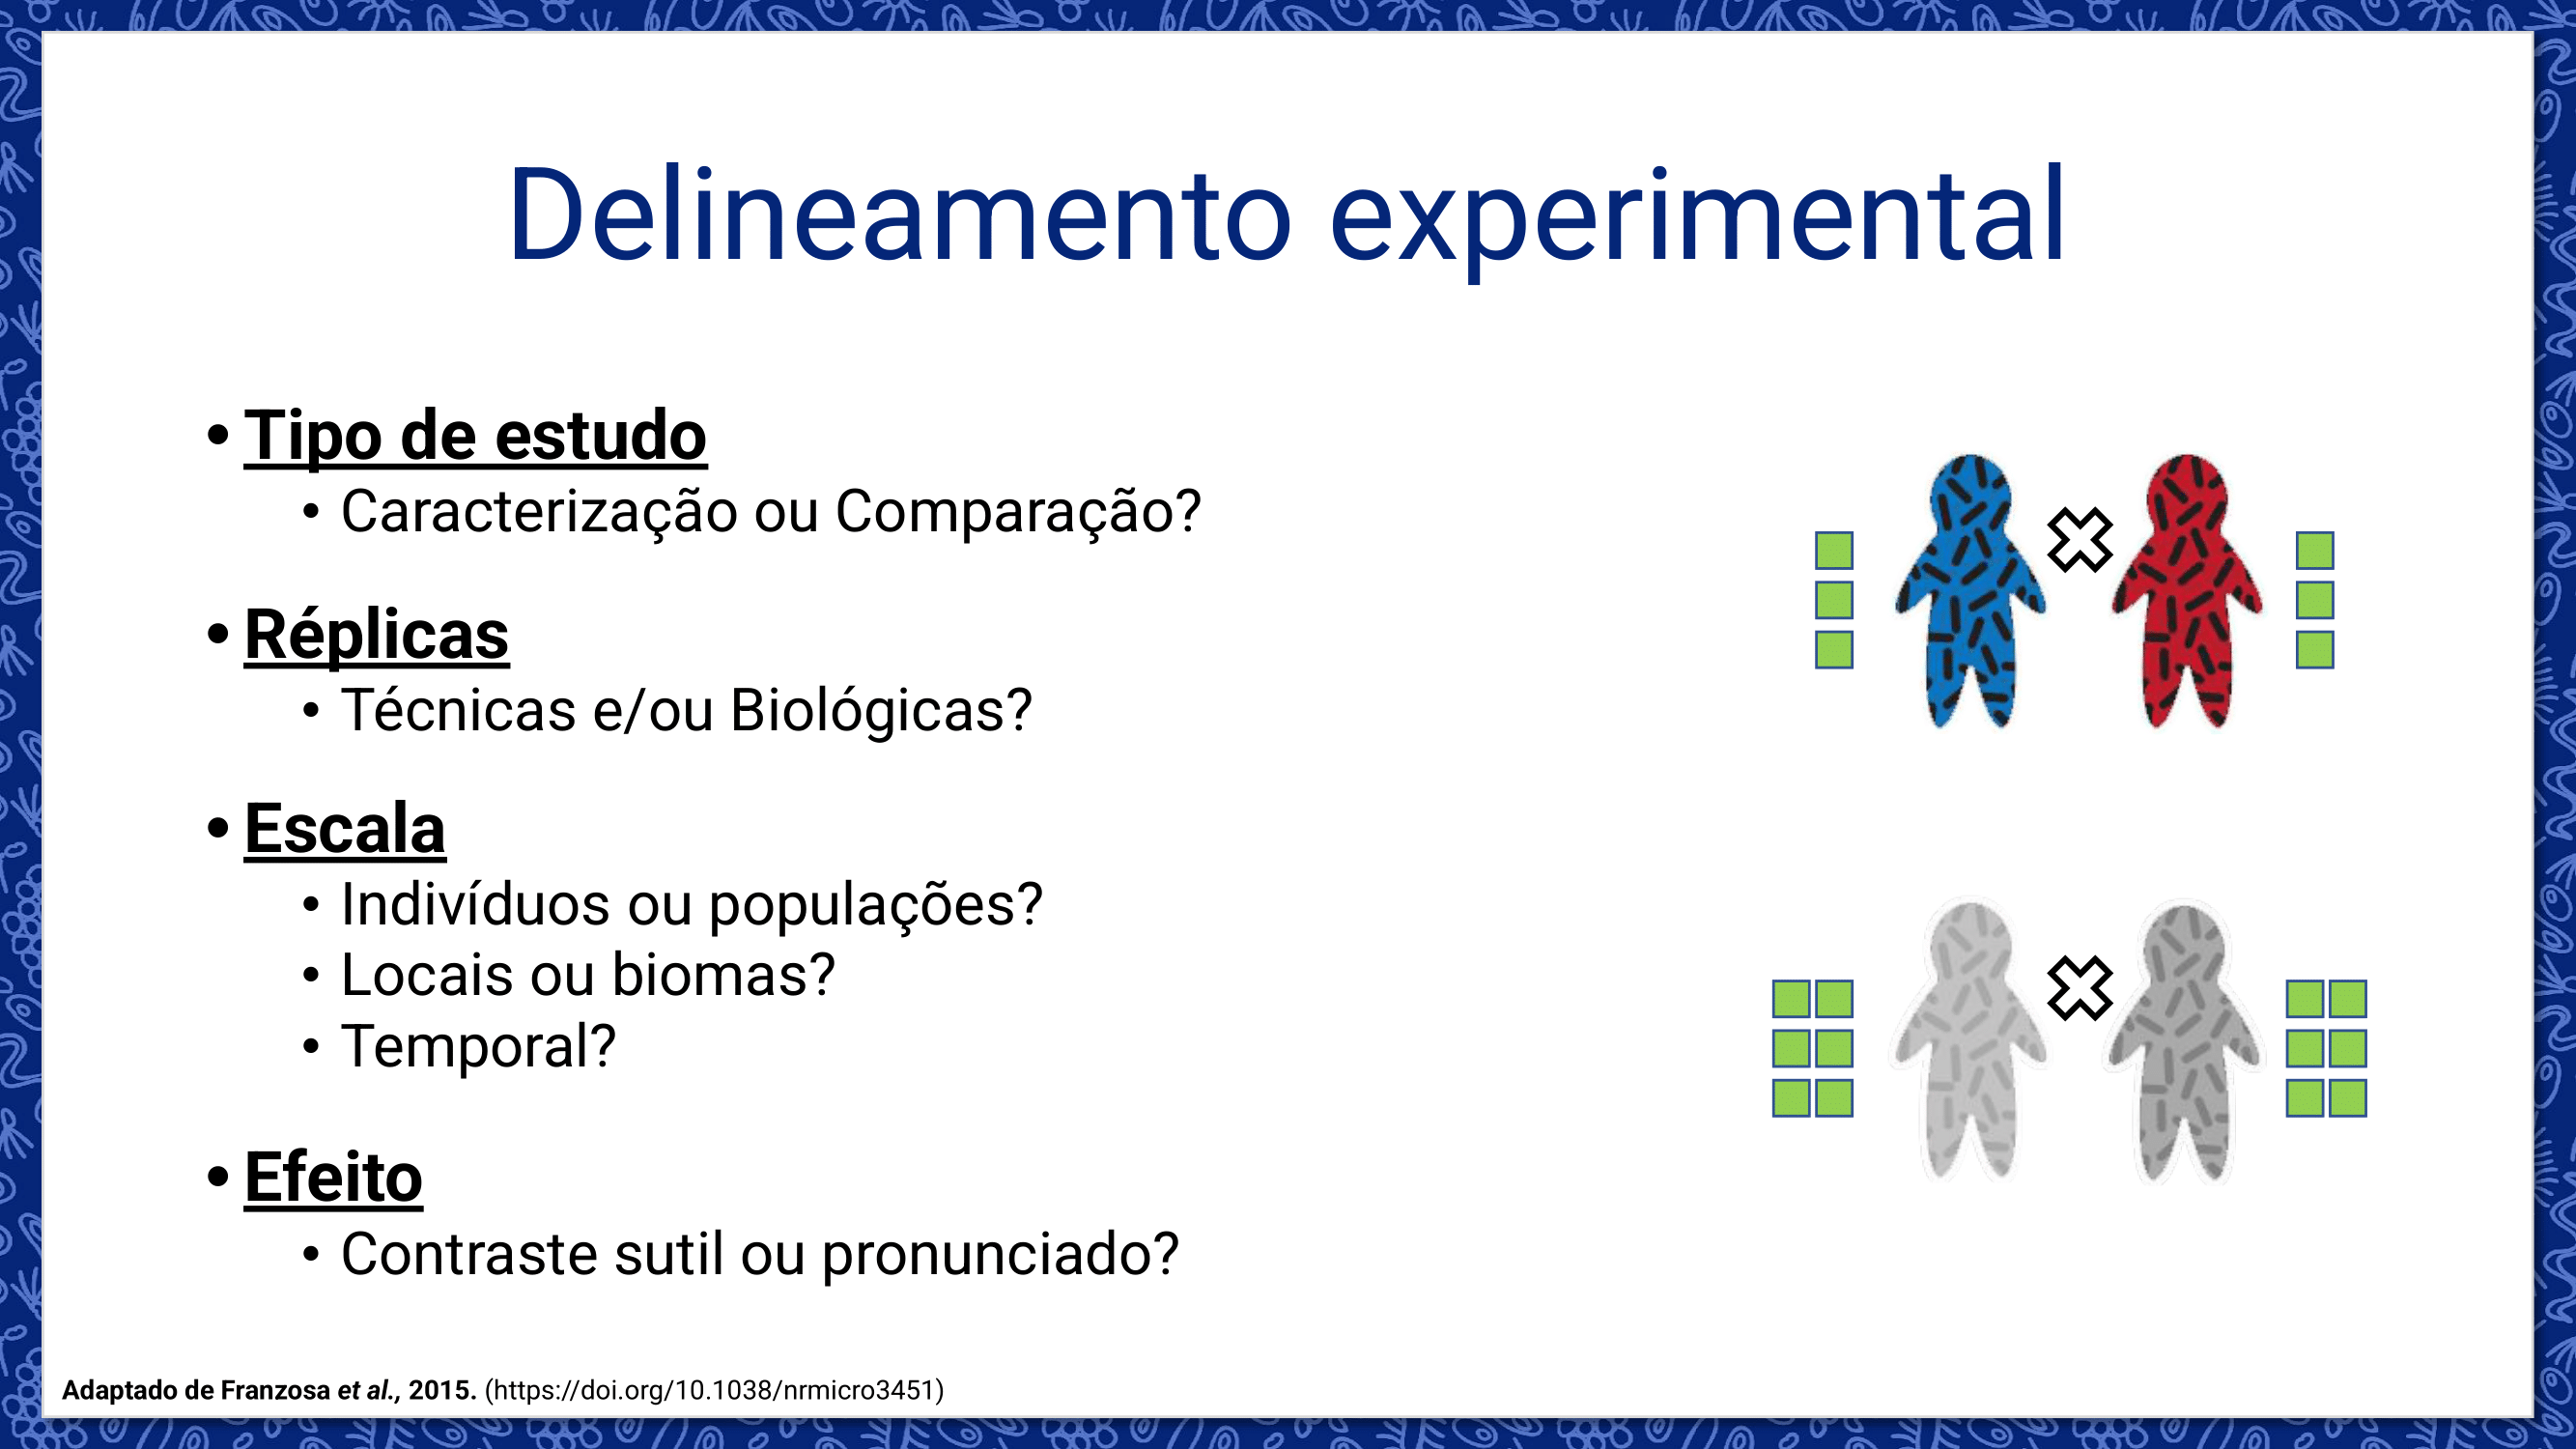 Delineamento experimental
• Tipo de estudo
• Caracterização ou Comparação?
• Réplicas
• Técnicas e/ou Biológicas?
• Escala
• Indivíduos ou populações?
• Locais ou biomas?
• Temporal?
• Efeito
• Contraste sutil ou pronunciado?
Adaptado de Franzosa et al., 2015. (https://doi.org/10.1038/nrmicro3451)